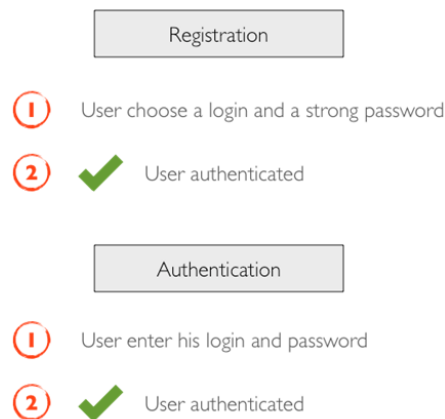 Registration
1 User choose a login and a strong password
2 User authenticated
Authentication
1 User enter his login and password
2 User authenticated